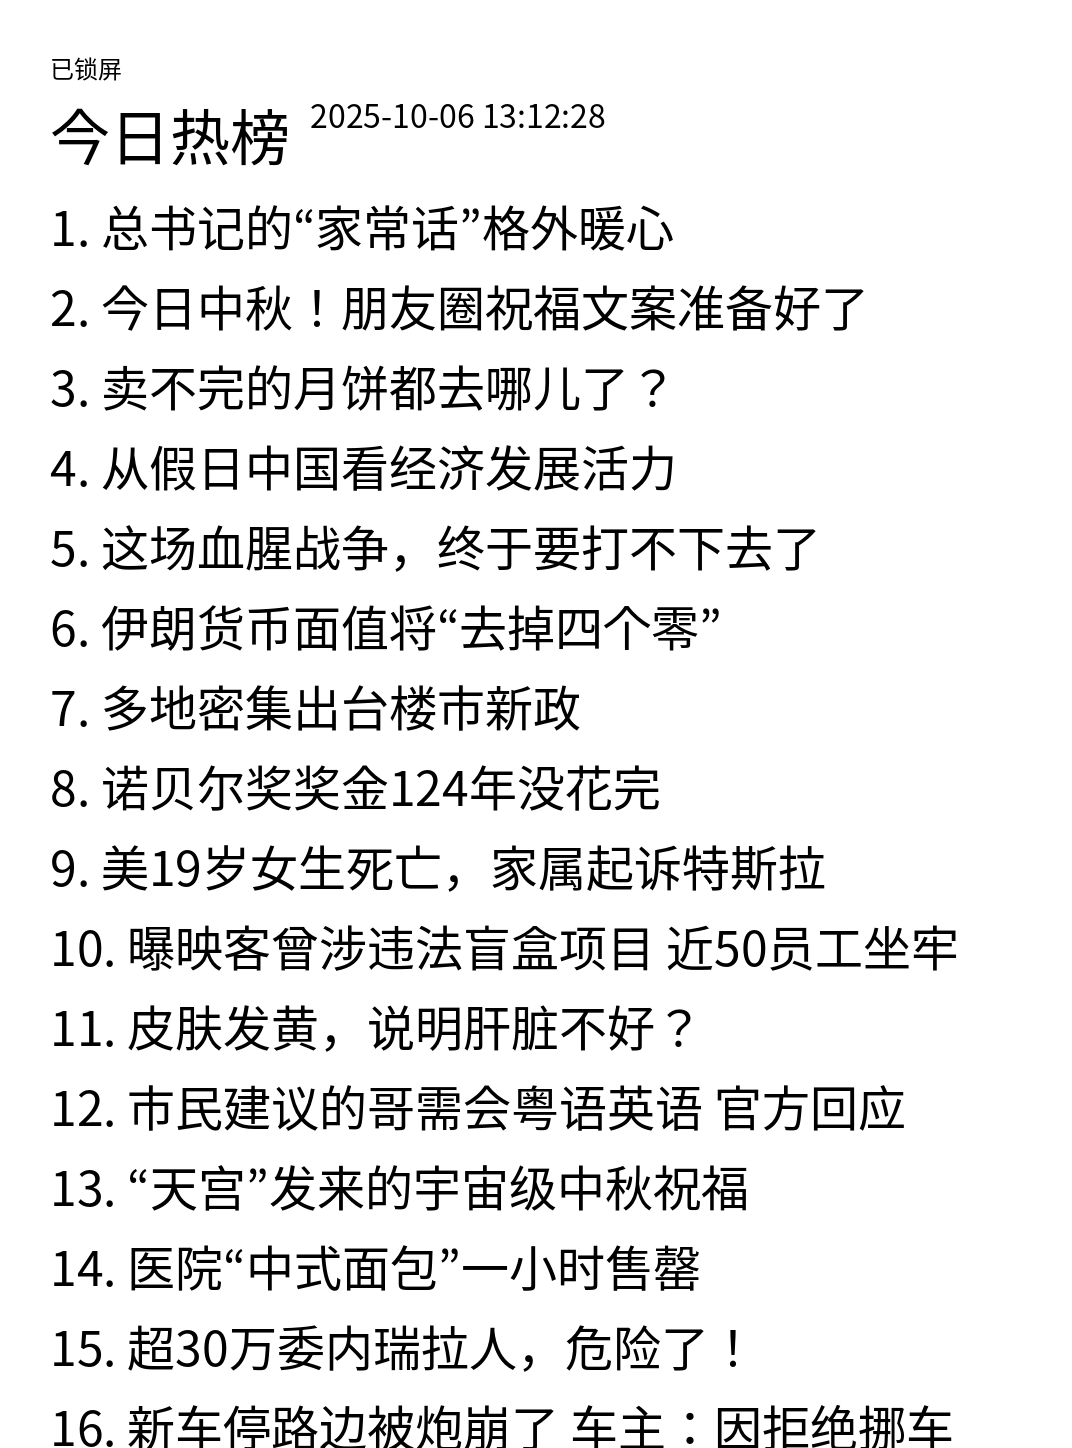 已锁屏
今日热榜 2025-10-06 13:12:28
1. 总书记的“家常话”格外暖心
2. 今日中秋！朋友圈祝福文案准备好了
3. 卖不完的月饼都去哪儿了？
4. 从假日中国看经济发展活力
5. 这场血腥战争，终于要打不下去了
6. 伊朗货币面值将“去掉四个零”
7. 多地密集出台楼市新政
8. 诺贝尔奖奖金124年没花完
9. 美19岁女生死亡，家属起诉特斯拉
10. 曝映客曾涉违法盲盒项目 近50员工坐牢
11. 皮肤发黄，说明肝脏不好？
12. 市民建议的哥需会粤语英语 官方回应
13. “天宫”发来的宇宙级中秋祝福
14. 医院“中式面包”一小时售罄
15. 超30万委内瑞拉人，危险了！
16. 新车停路边被炮崩了 车主：因拒绝挪车